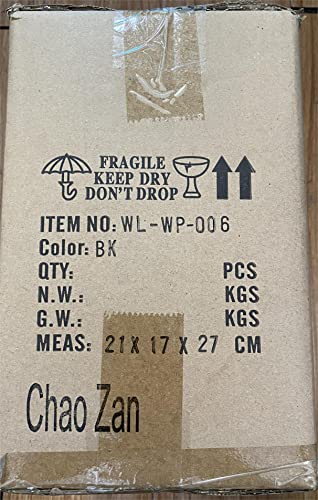 FRAGILE
KEEP DRY
DON'T DROP
ITEM NO: WL-WP-006
Color: BK
QTY: PCS
N.W.: KGS
G.W.: KGS
MEAS: 21 X 17 X 27 CM
Chao Zan